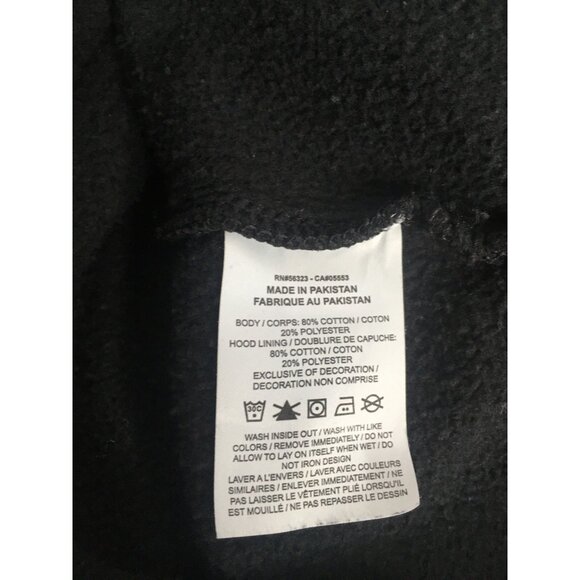 RN#56323 - CA#05553
MADE IN PAKISTAN
FABRIQUE AU PAKISTAN
BODY / CORPS: 80% COTTON / COTON
20% POLYESTER
HOOD LINING / DOUBLURE DE CAPUCHE:
80% COTTON / COTON
20% POLYESTER
EXCLUSIVE OF DECORATION /
DECORATION NON COMPRISE
30C
WASH INSIDE OUT / WASH WITH LIKE
COLORS / REMOVE IMMEDIATELY / DO NOT
ALLOW TO LAY ON ITSELF WHEN WET / DO
NOT IRON DESIGN
LAVER A L'ENVERS / LAVER AVEC COULEURS
SIMILAIRES / ENLEVER IMMEDIATEMENT / NE
PAS LAISSER LE VÊTEMENT PLIÉ LORSQU'IL
EST MOUILLÉ / NE PAS REPASSER LE DESSIN